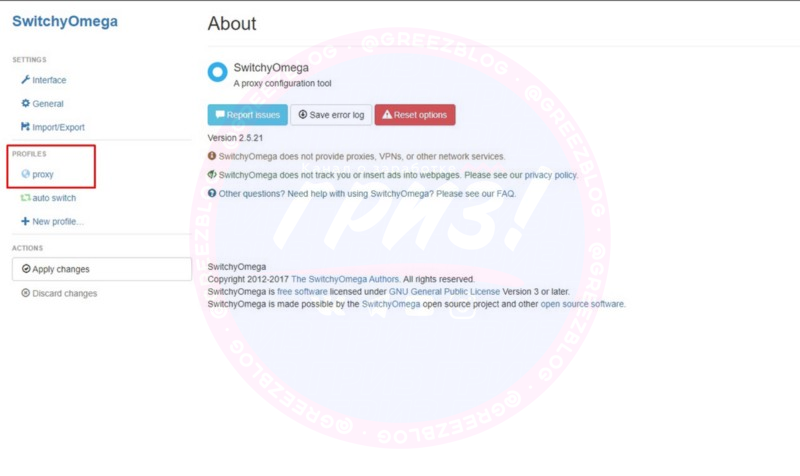 SwitchyOmega
About
SETTINGS
Interface
General
Import/Export
PROFILES
proxy
auto switch
New profile...
ACTIONS
Apply changes
Discard changes
SwitchyOmega
A proxy configuration tool
Report issues
Save error log
Reset options
Version 2.5.21
SwitchyOmega does not provide proxies, VPNs, or other network services.
SwitchyOmega does not track you or insert ads into webpages. Please see our privacy policy.
Other questions? Need help with using SwitchyOmega? Please see our FAQ.
ГРИЗ!
SwitchyOmega
Copyright 2012-2017 The SwitchyOmega Authors. All rights reserved.
SwitchyOmega is free software licensed under GNU General Public License Version 3 or later.
SwitchyOmega is made possible by the SwitchyOmega open source project and other open source software.
@GREEZBLOG · @GREEZBLOG · @GREEZBLOG · @GREEZBLOG · @GREEZBLOG · @GREEZBLOG